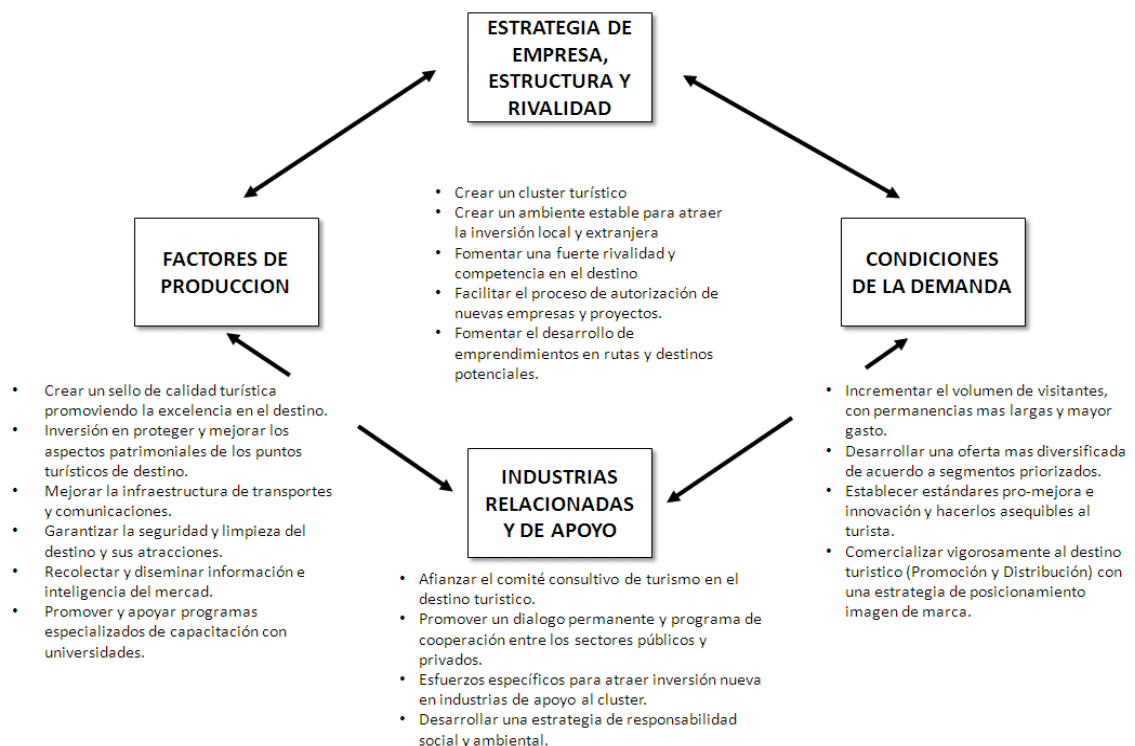 ESTRATEGIA DE
EMPRESA,
ESTRUCTURA Y
RIVALIDAD
• Crear un cluster turístico
• Crear un ambiente estable para atraer
la inversión local y extranjera
• Fomentar una fuerte rivalidad y
competencia en el destino
• Facilitar el proceso de autorización de
nuevas empresas y proyectos.
• Fomentar el desarrollo de
emprendimientos en rutas y destinos
potenciales.
FACTORES DE
PRODUCCION
• Crear un sello de calidad turística
promoviendo la excelencia en el destino.
• Inversión en proteger y mejorar los
aspectos patrimoniales de los puntos
turísticos de destino.
• Mejorar la infraestructura de transportes
y comunicaciones.
• Garantizar la seguridad y limpieza del
destino y sus atracciones.
• Recolectar y diseminar información e
inteligencia del mercad.
• Promover y apoyar programas
especializados de capacitación con
universidades.
CONDICIONES
DE LA DEMANDA
• Incrementar el volumen de visitantes,
con permanencias mas largas y mayor
gasto.
• Desarrollar una oferta mas diversificada
de acuerdo a segmentos priorizados.
• Establecer estándares pro-mejora e
innovación y hacerlos asequibles al
turista.
• Comercializar vigorosamente al destino
turistico (Promoción y Distribución) con
una estrategia de posicionamiento
imagen de marca.
INDUSTRIAS
RELACIONADAS
Y DE APOYO
• Afianzar el comité consultivo de turismo en el
destino turistico.
• Promover un dialogo permanente y programa de
cooperación entre los sectores públicos y
privados.
• Esfuerzos específicos para atraer inversión nueva
en industrias de apoyo al cluster.
• Desarrollar una estrategia de responsabilidad
social y ambiental.